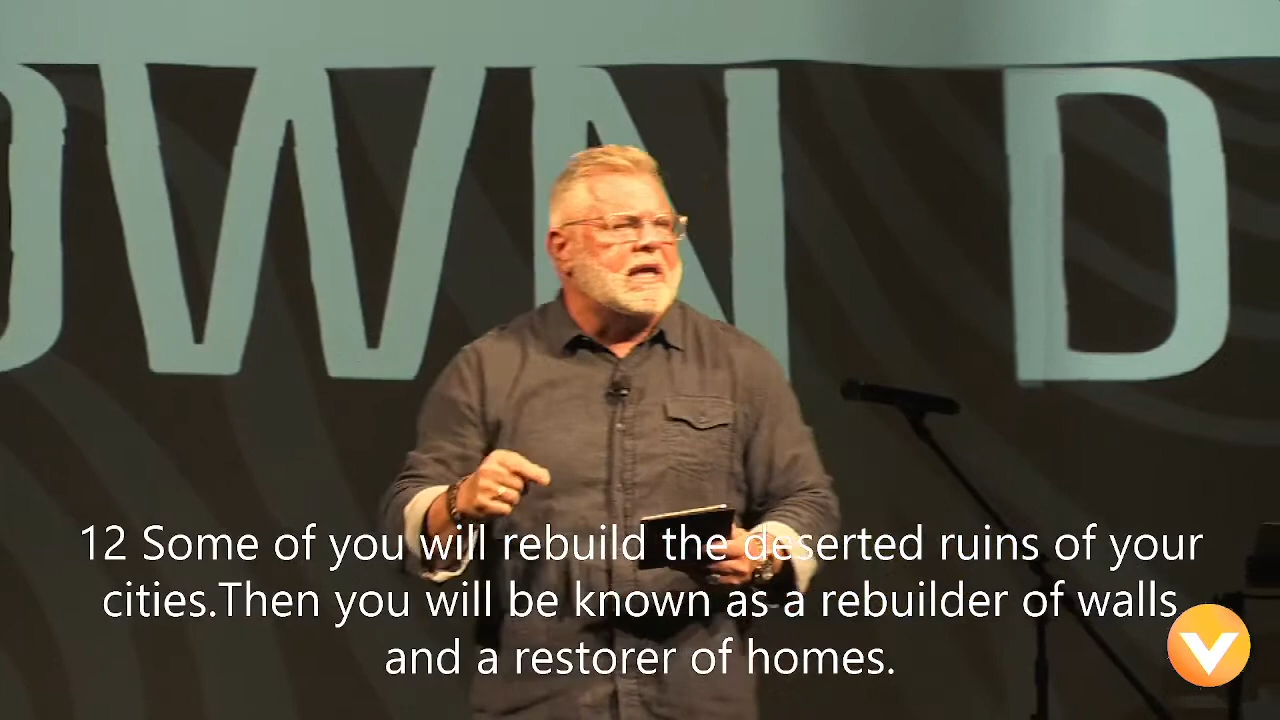 OWN D
12 Some of you will rebuild the deserted ruins of your
cities.Then you will be known as a rebuilder of walls
and a restorer of homes.
V